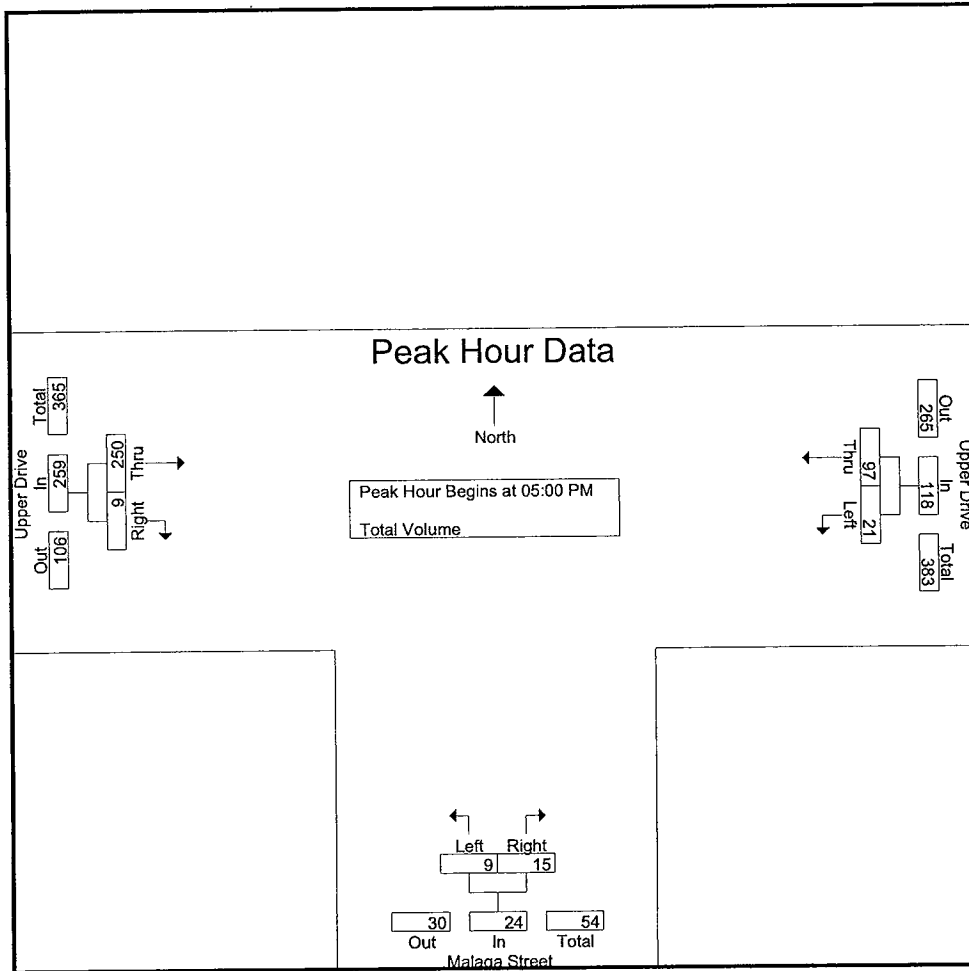 Peak Hour Data
North
Peak Hour Begins at 05:00 PM
Total Volume
Upper Drive
Total
365
In
259
Out
106
Thru
250
Right
9
Upper Drive
Out
265
In
118
Total
383
Thru
97
Left
21
Left Right
9 15
30 24 54
Out In Total
Malaga Street